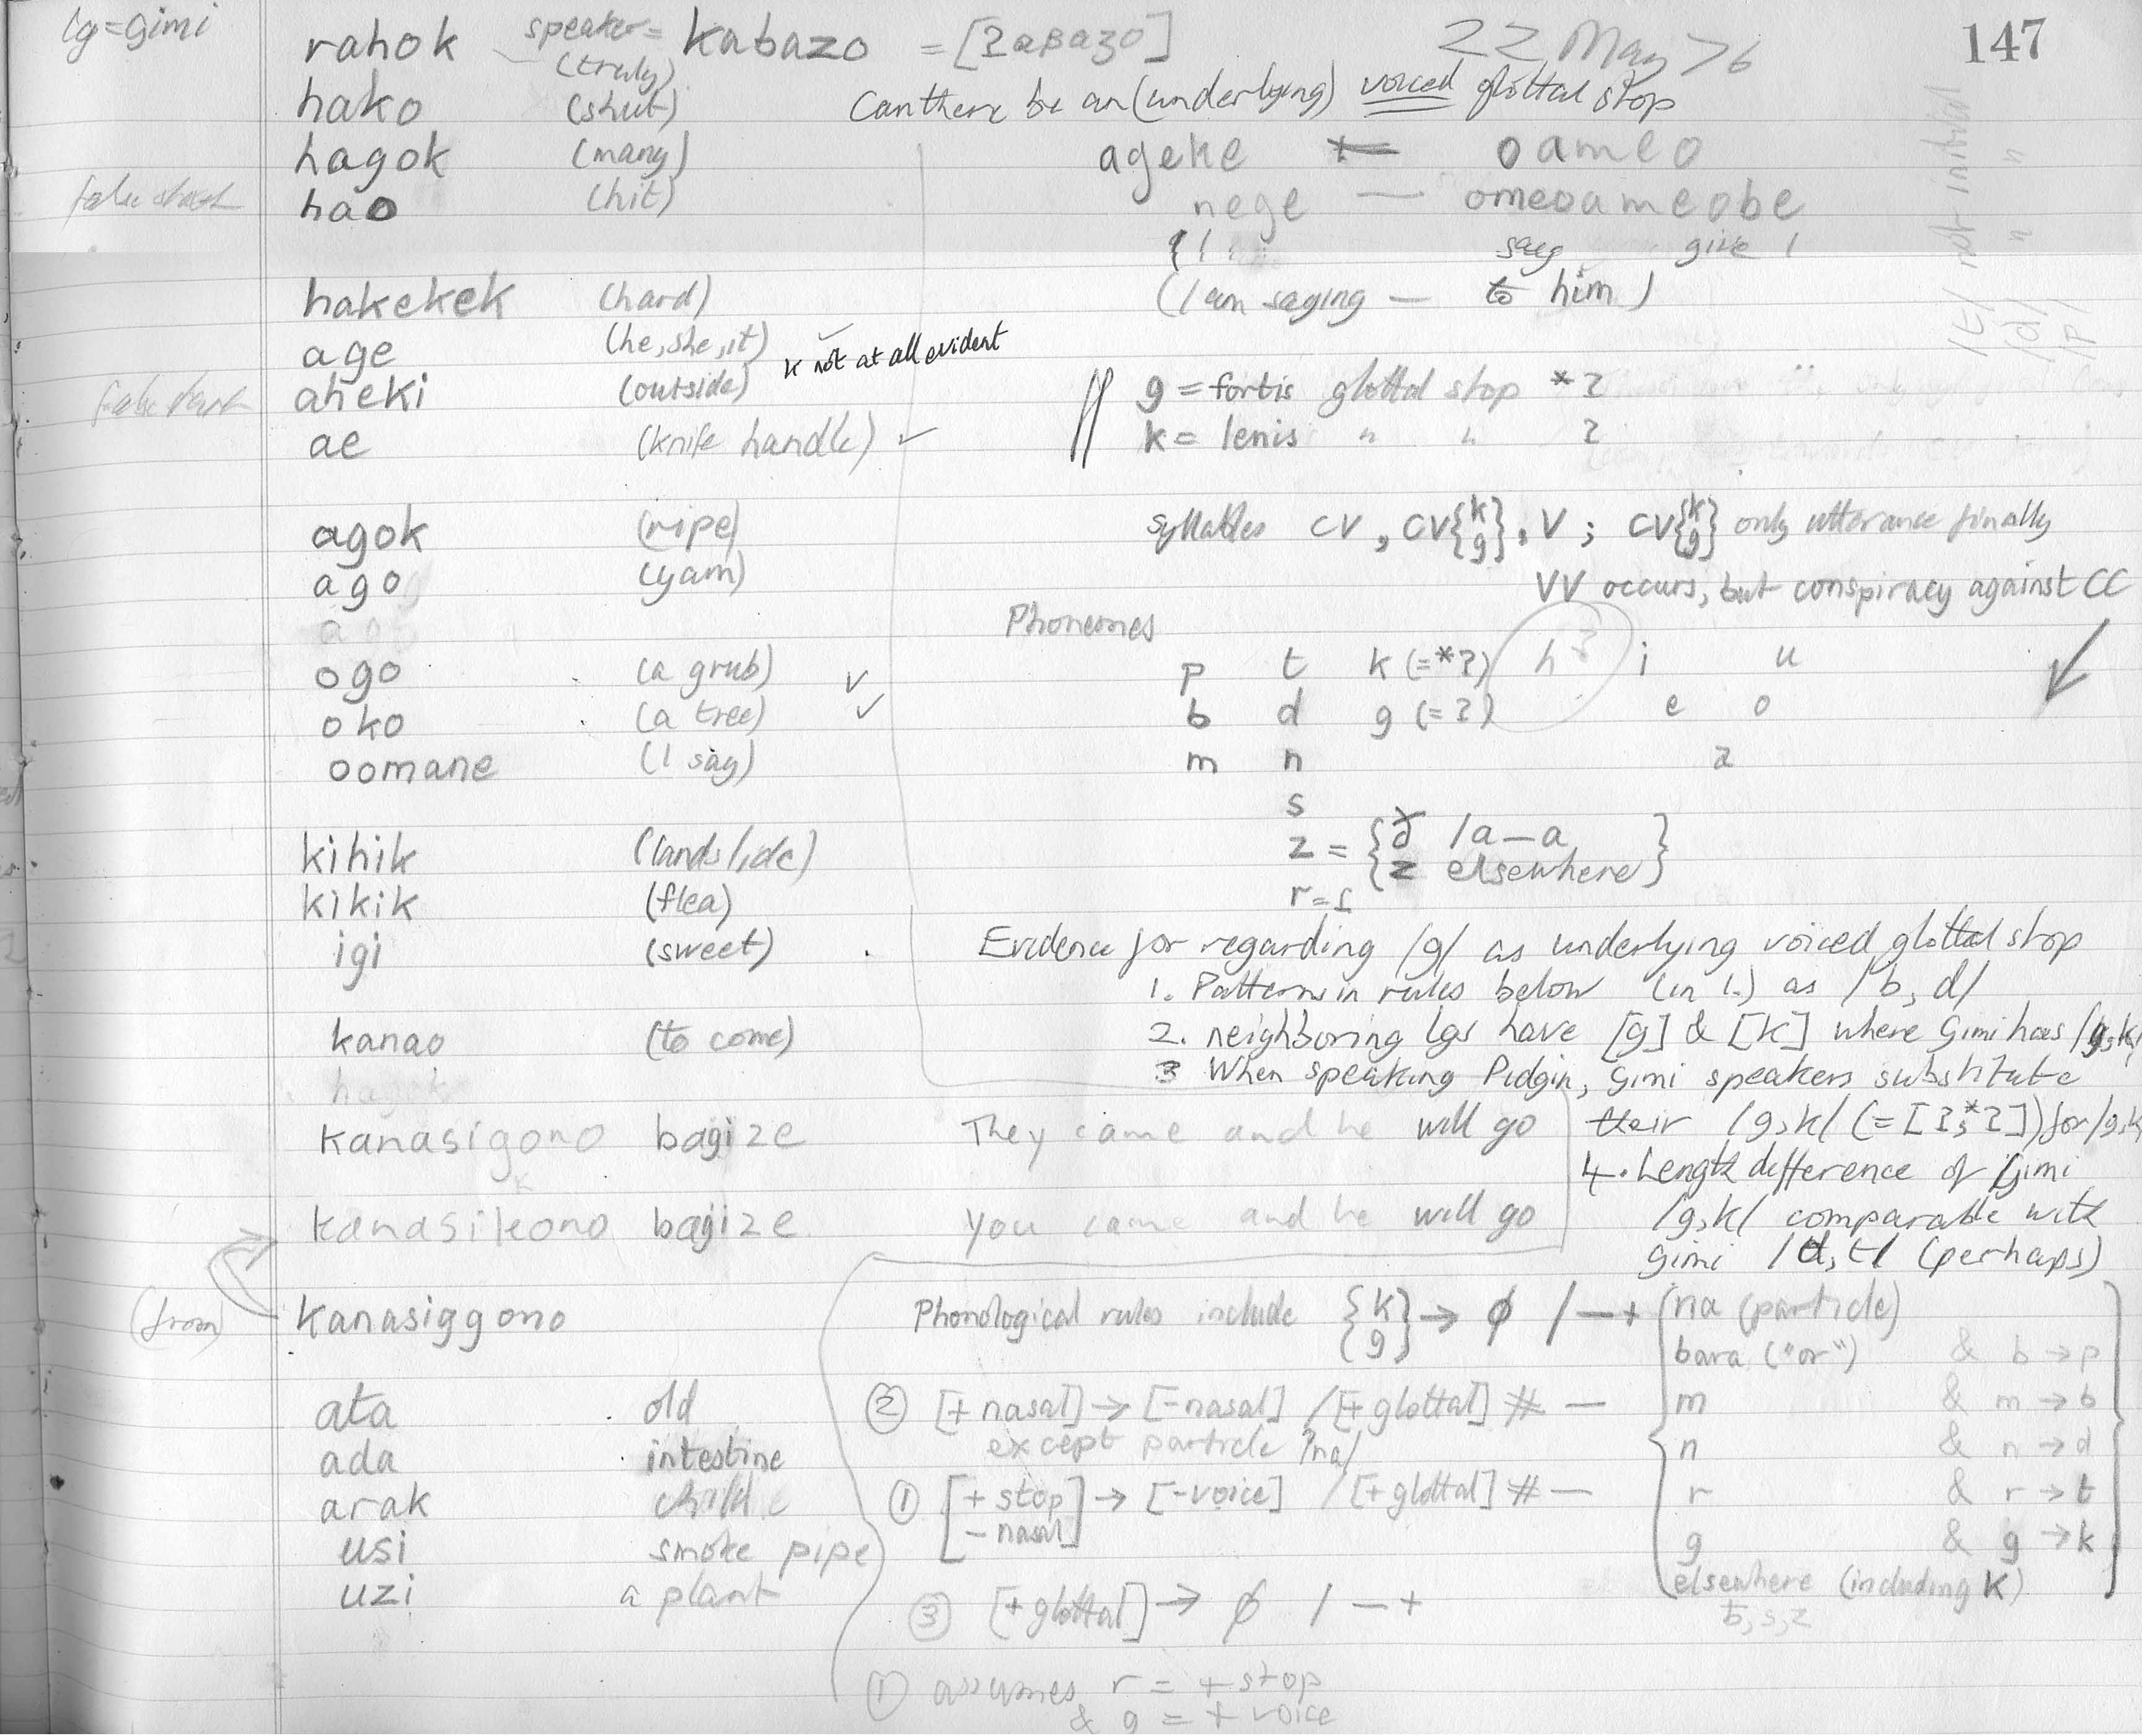 lg=gimi
rahok speaker= (truly) kabazo = [ʔaβaʒo] 22 May 76 147
hako (shut) Can there be an (underlying) voiced glottal stop
hagok (many) ageke oameo
false start hao (hit) nege — omeoameobe
say give
hakekek (hard) (I am saying — to him)
age (he, she, it) k not at all evident
false start aheki (outside) g = fortis glottal stop *ʔ
ae (knife handle) ✓ k = lenis " " ʔ
agok (ripe) syllables CV, CV{k g}, V; CV{k g} only utterance finally
ago (yam) VV occurs, but conspiracy against CC
Phonemes
ogo (a grub) ✓ p t k (=*ʔ) h? i u
oko (a tree) ✓ b d g (=ʔ) e o
oomane (I say) m n a
s
kihik (landslide) z = { /a—a
kikik (flea) z elsewhere }
r=ɾ
igi (sweet) Evidence for regarding /g/ as underlying voiced glottal stop
1. Patterns in rules below (in 1.) as /b, d/
kanao (to come) 2. neighboring lgs have [g] & [k] where Gimi has /g,k/
3 When speaking Pidgin, Gimi speakers substitute
kanasigono bagize They came and he will go their /g,k/ (=[ʔ,*ʔ]) for /g,k
4. Length difference of Gimi
kanasikono bagize. You came and he will go /g,k/ comparable with
gimi /d,t/ (perhaps)
(from) kanasiggono Phonological rules include {k g} → ∅ /—+ {na (particle)
bara ("or") & b → p
ata old ② [+nasal] → [-nasal] /[+glottal] # — m & m → b
ada intestine except particle /na/ n & n → d
arak child ① [+stop -nasal] → [-voice] /[+glottal] # — r & r → t
usi smoke pipe g & g → k
uzi a plant elsewhere (including k)
③ [+glottal] → ∅ / — + b, s, z
① assumes r = +stop
& g = +voice
/t/ not initial
/d/ " "
/p/